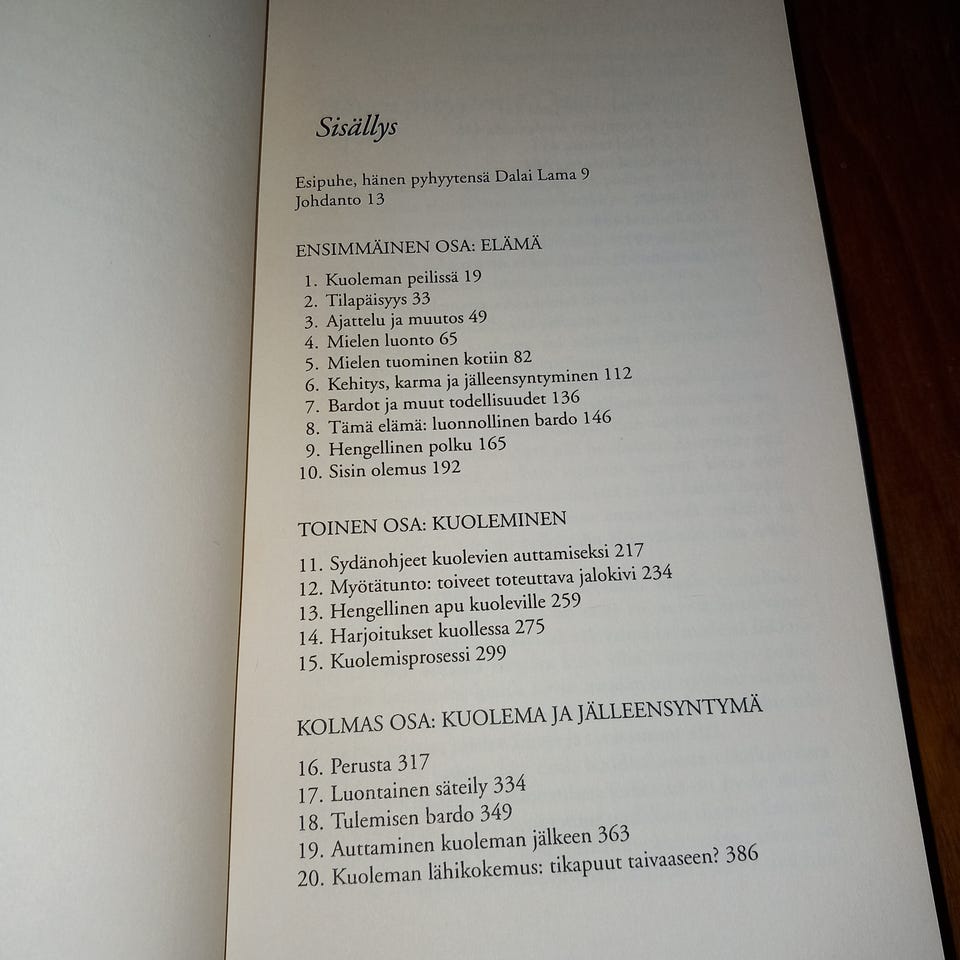 Sisällys
Esipuhe, hänen pyhyytensä Dalai Lama 9
Johdanto 13
ENSIMMÄINEN OSA: ELÄMÄ
1. Kuoleman peilissä 19
2. Tilapäisyys 33
3. Ajattelu ja muutos 49
4. Mielen luonto 65
5. Mielen tuominen kotiin 82
6. Kehitys, karma ja jälleensyntyminen 112
7. Bardot ja muut todellisuudet 136
8. Tämä elämä: luonnollinen bardo 146
9. Hengellinen polku 165
10. Sisin olemus 192
TOINEN OSA: KUOLEMINEN
11. Sydänohjeet kuolevien auttamiseksi 217
12. Myötätunto: toiveet toteuttava jalokivi 234
13. Hengellinen apu kuoleville 259
14. Harjoitukset kuollessa 275
15. Kuolemisprosessi 299
KOLMAS OSA: KUOLEMA JA JÄLLEENSYNTYMÄ
16. Perusta 317
17. Luontainen säteily 334
18. Tulemisen bardo 349
19. Auttaminen kuoleman jälkeen 363
20. Kuoleman lähikokemus: tikapuut taivaaseen? 386